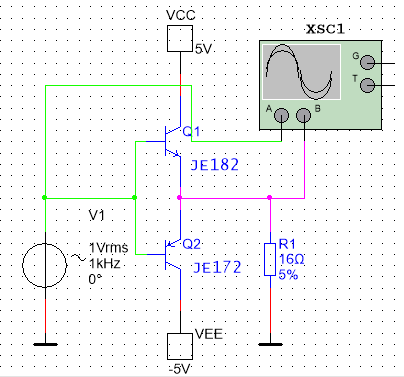 VCC
5V
XSC1
G
T
A
B
Q1
JE182
V1
1Vrms
1kHz
0°
Q2
JE172
R1
16Ω
5%
VEE
-5V